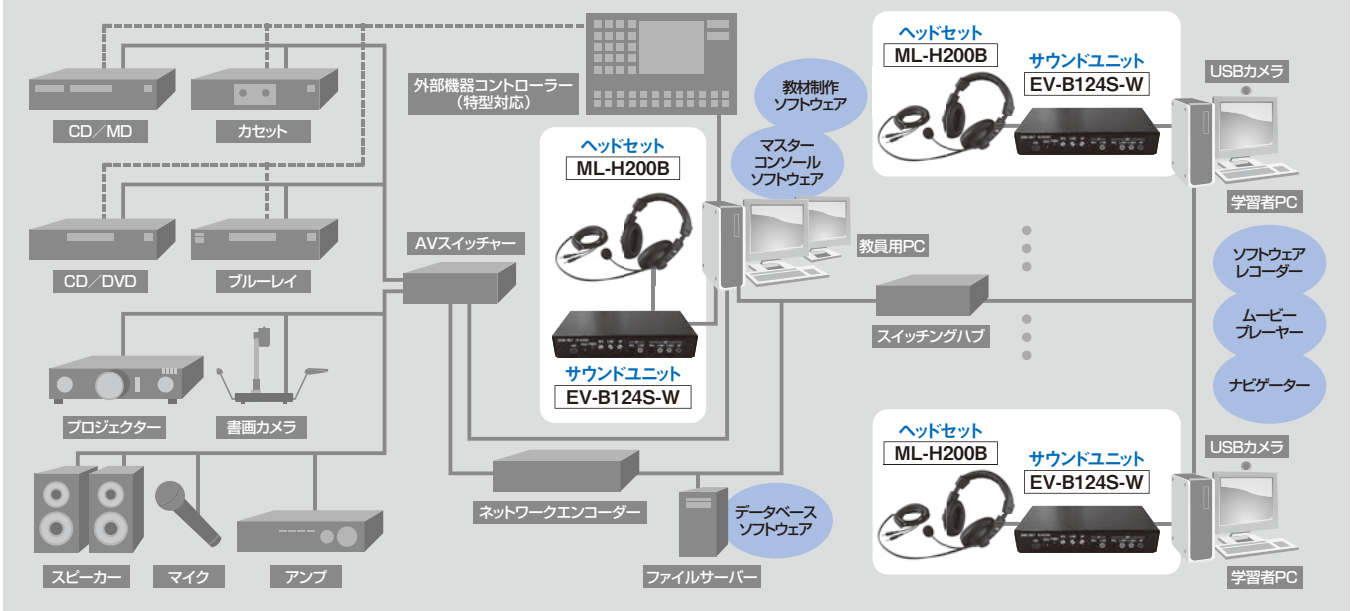 CD／MD
カセット
CD／DVD
ブルーレイ
プロジェクター
書画カメラ
スピーカー
マイク
アンプ
外部機器コントローラー
（特型対応）
AVスイッチャー
ヘッドセット
ML-H200B
サウンドユニット
EV-B124S-W
教材制作
ソフトウェア
マスター
コンソール
ソフトウェア
教員用PC
スイッチングハブ
ネットワークエンコーダー
ファイルサーバー
データベース
ソフトウェア
ヘッドセット
ML-H200B
サウンドユニット
EV-B124S-W
USBカメラ
学習者PC
ソフトウェア
レコーダー
ムービー
プレーヤー
ナビゲーター
ヘッドセット
ML-H200B
サウンドユニット
EV-B124S-W
USBカメラ
学習者PC